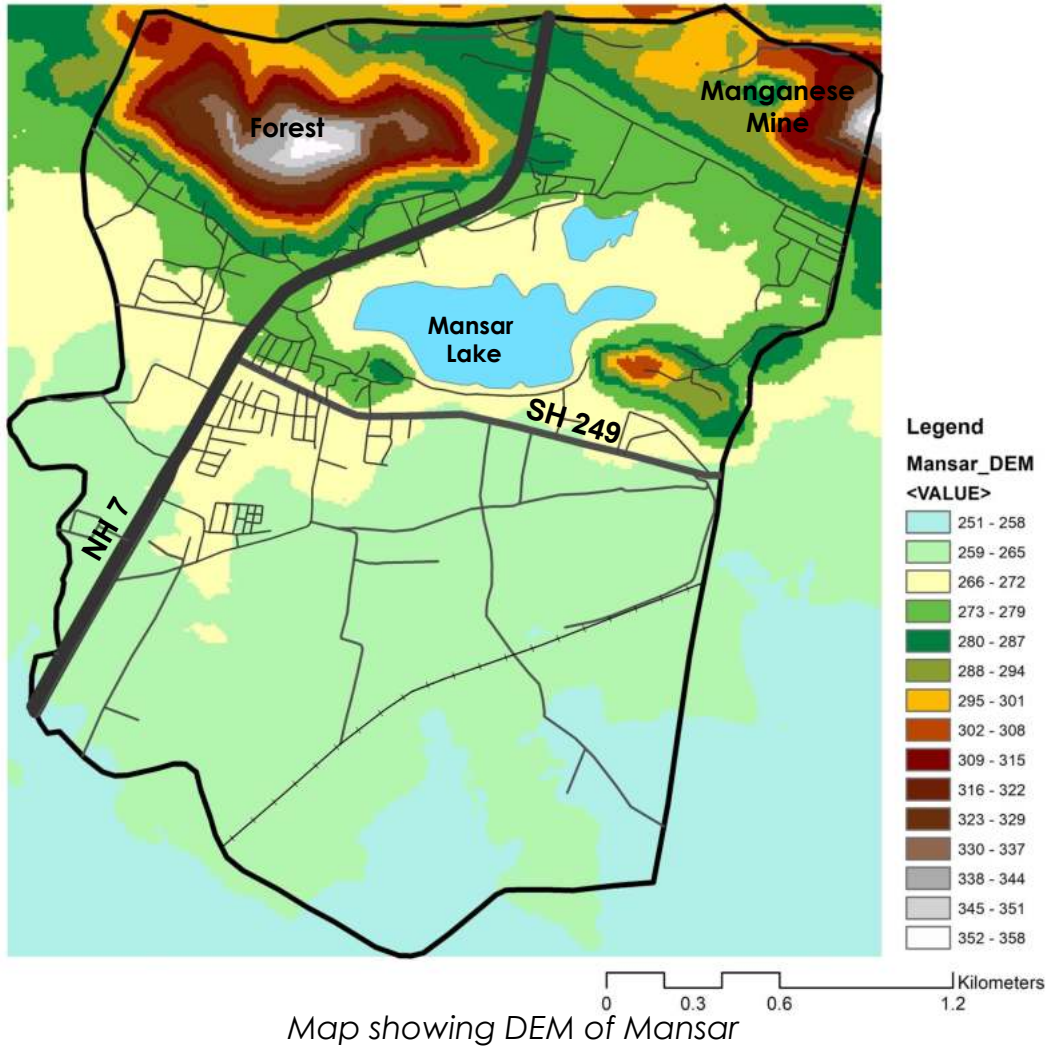 Forest
Manganese
Mine
Mansar
Lake
SH 249
NH 7
Legend
Mansar_DEM
<VALUE>
251 - 258
259 - 265
266 - 272
273 - 279
280 - 287
288 - 294
295 - 301
302 - 308
309 - 315
316 - 322
323 - 329
330 - 337
338 - 344
345 - 351
352 - 358
Kilometers
0 0.3 0.6 1.2
Map showing DEM of Mansar